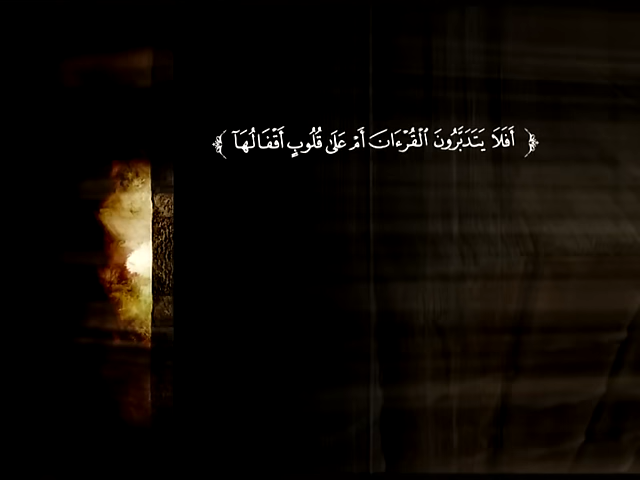 ﴿ أَفَلَا يَتَدَبَّرُونَ ٱلْقُرْءَانَ أَمْ عَلَىٰ قُلُوبٍ أَقْفَالُهَآ ﴾